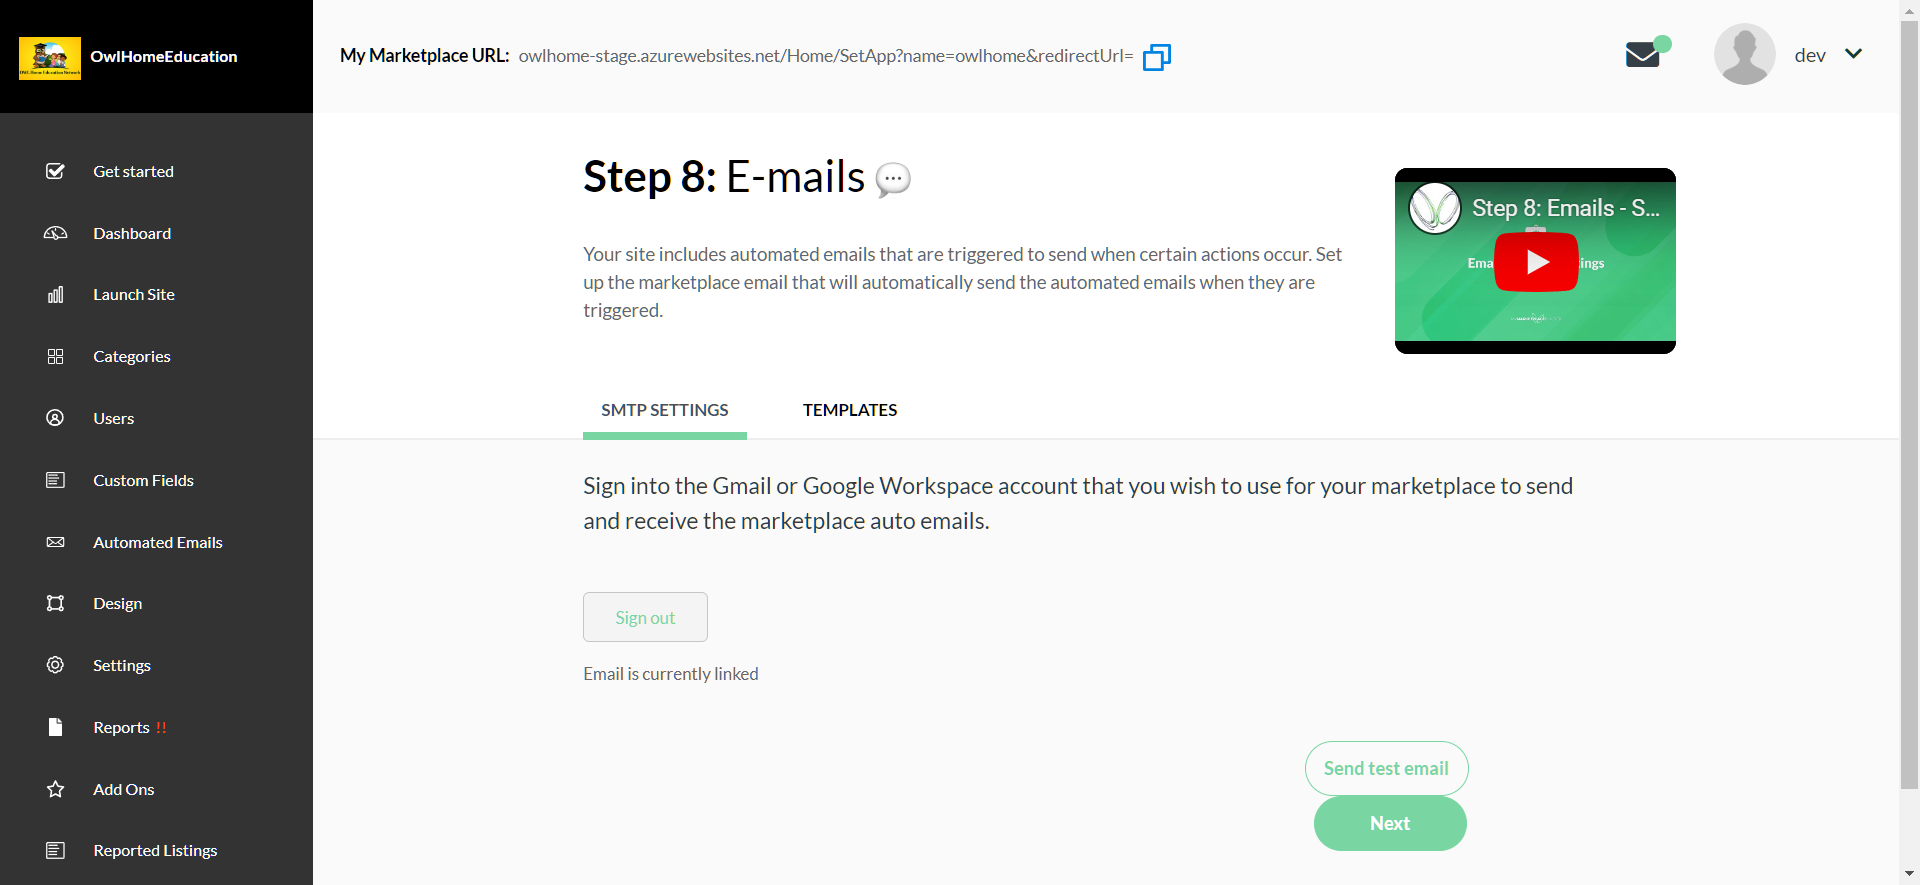 OwlHomeEducation
Get started
Dashboard
Launch Site
Categories
Users
Custom Fields
Automated Emails
Design
Settings
Reports !!
Add Ons
Reported Listings
My Marketplace URL: owlhome-stage.azurewebsites.net/Home/SetApp?name=owlhome&redirectUrl=
dev
Step 8: E-mails
Your site includes automated emails that are triggered to send when certain actions occur. Set
up the marketplace email that will automatically send the automated emails when they are
triggered.
Step 8: Emails - S...
SMTP SETTINGS
TEMPLATES
Sign into the Gmail or Google Workspace account that you wish to use for your marketplace to send
and receive the marketplace auto emails.
Sign out
Email is currently linked
Send test email
Next